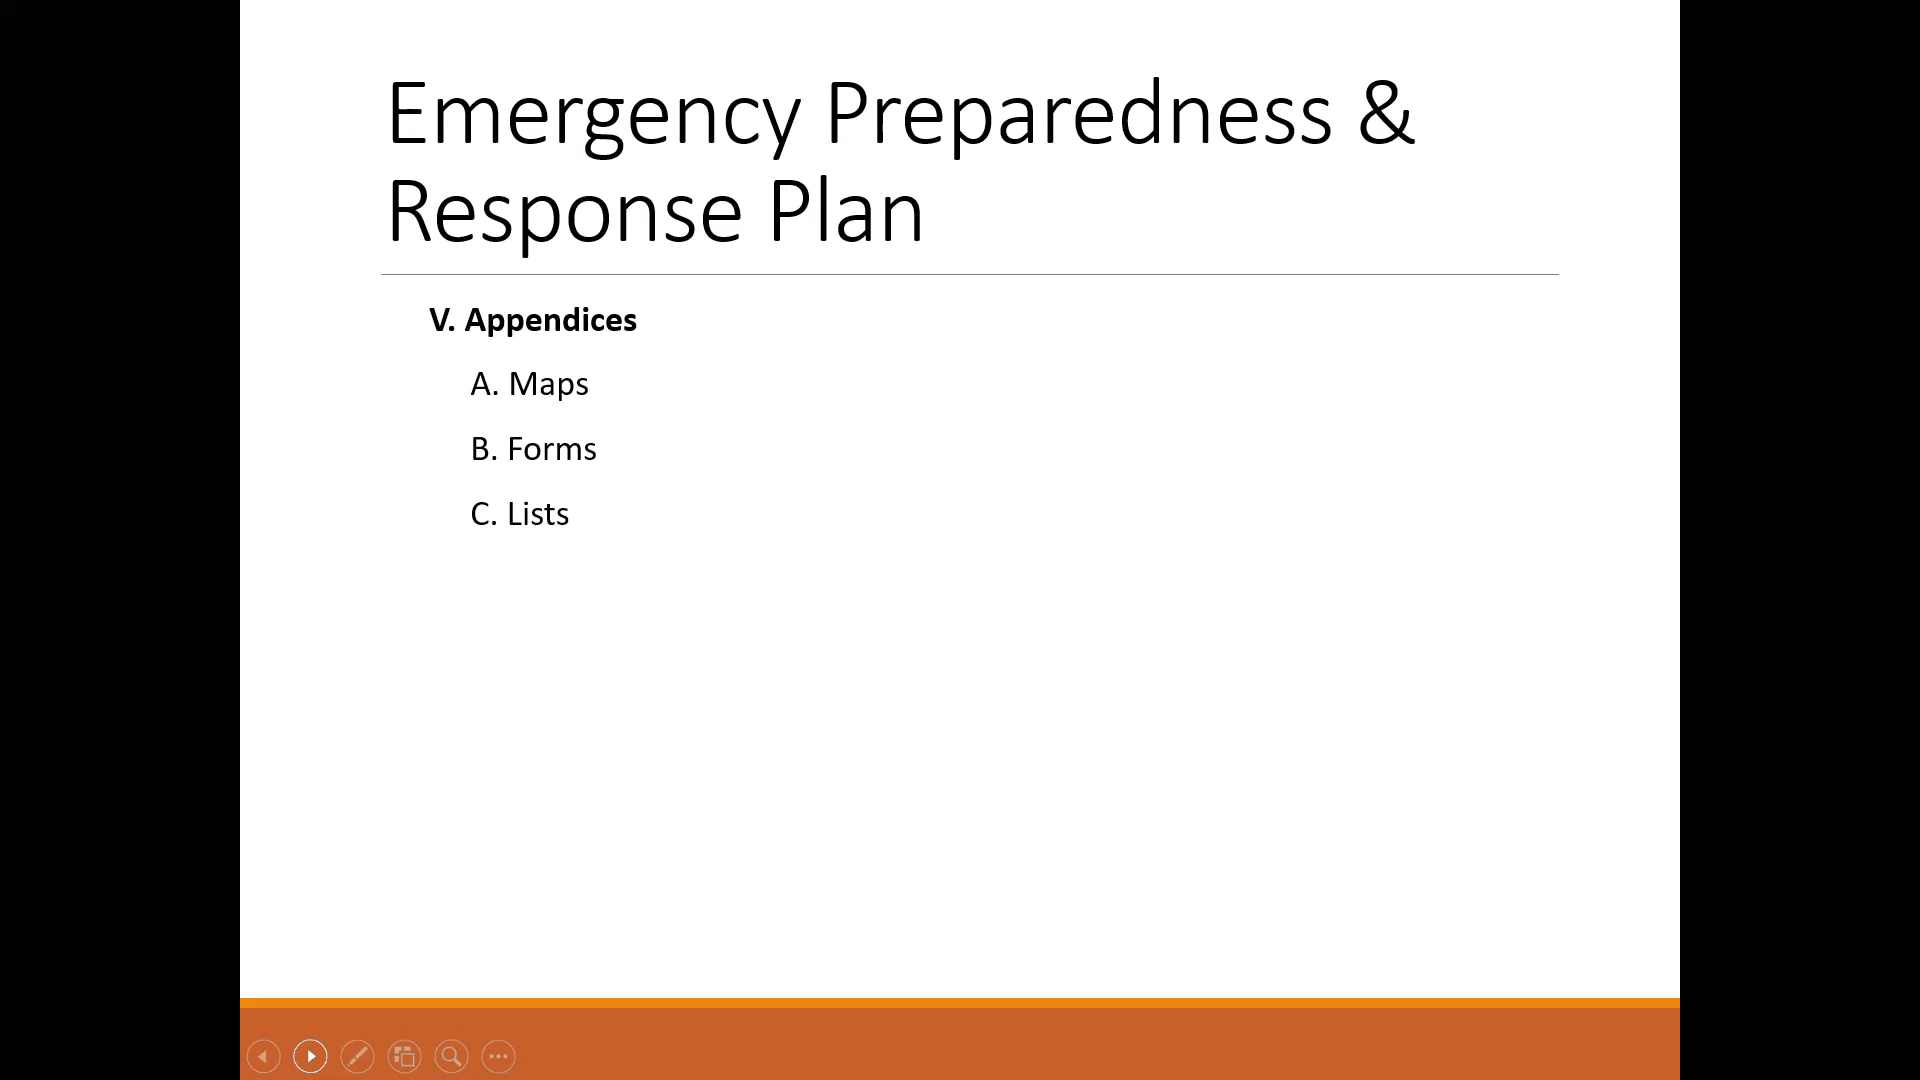 Emergency Preparedness &
Response Plan
V. Appendices
A. Maps
B. Forms
C. Lists